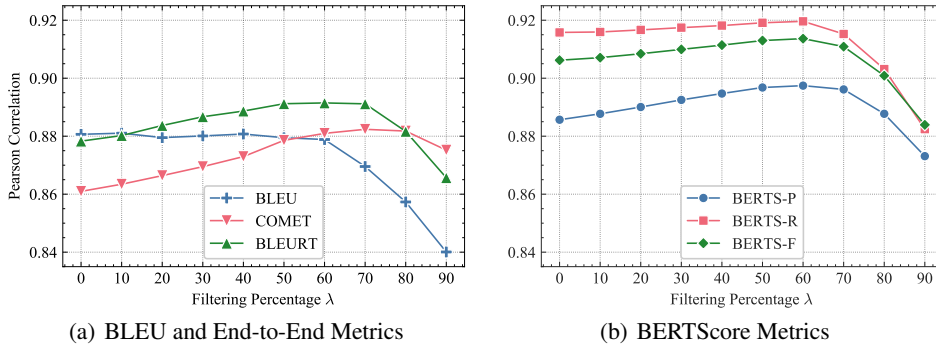 0.92
0.90
0.88
0.86
0.84
Pearson Correlation
BLEU
COMET
BLEURT
0 10 20 30 40 50 60 70 80 90
Filtering Percentage λ
(a) BLEU and End-to-End Metrics
0.92
0.90
0.88
0.86
0.84
BERTS-P
BERTS-R
BERTS-F
0 10 20 30 40 50 60 70 80 90
Filtering Percentage λ
(b) BERTScore Metrics